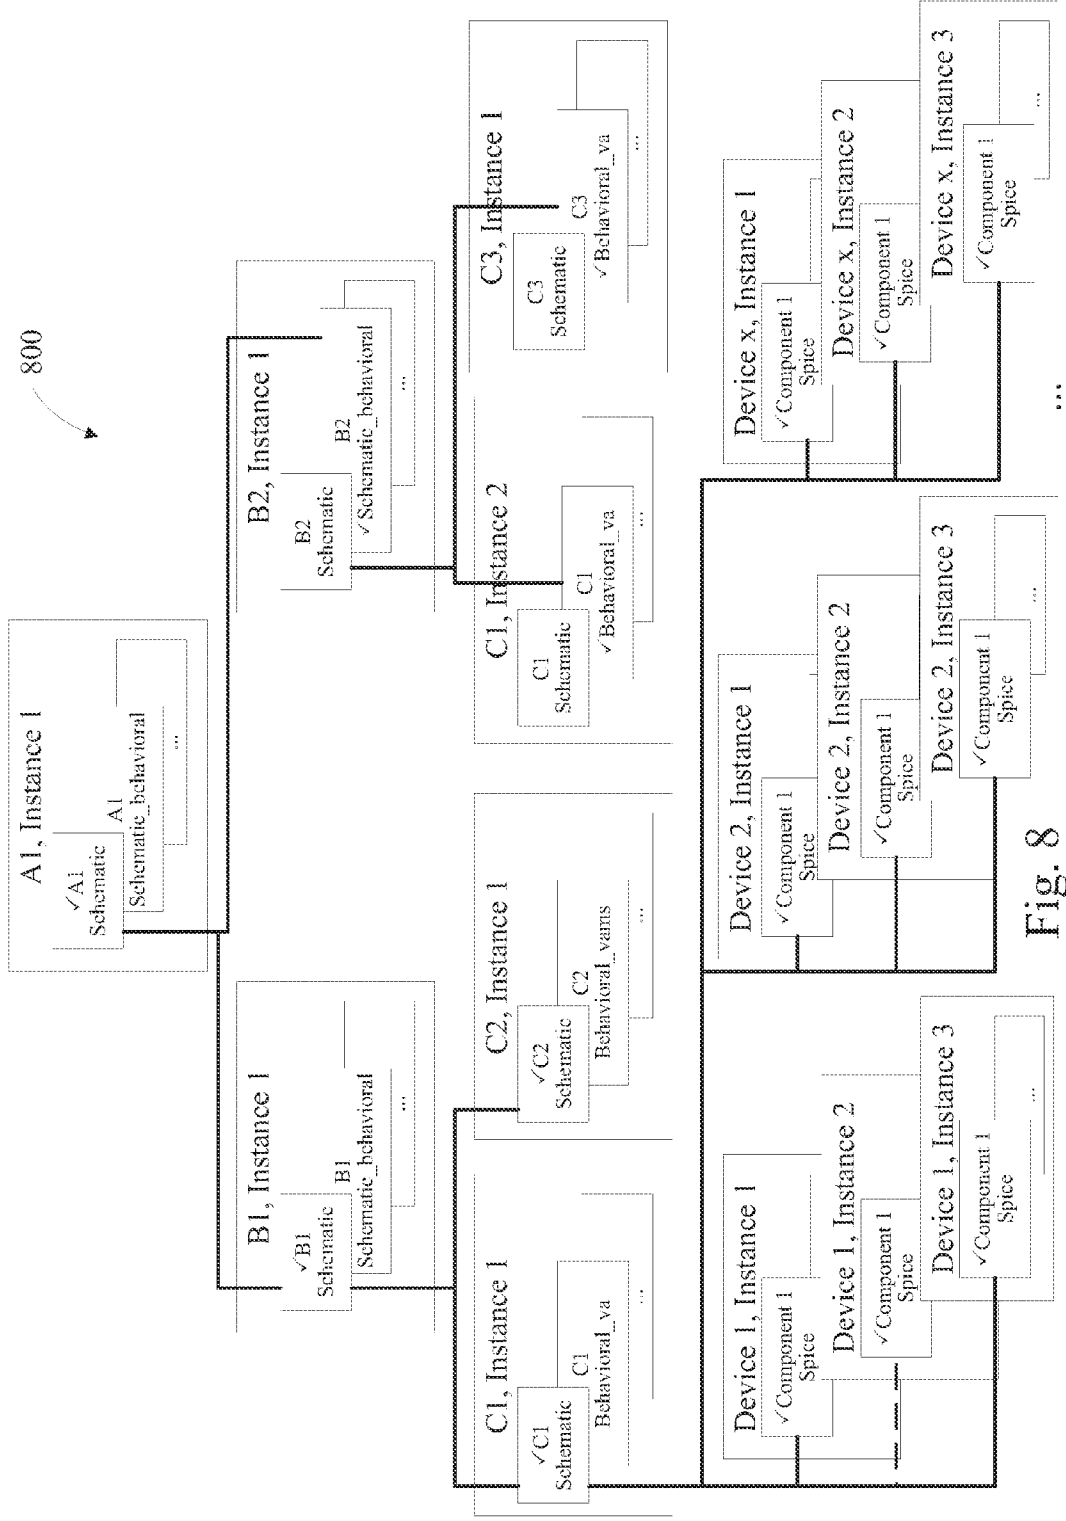 800
A1, Instance 1
✓A1
Schematic
A1
Schematic_behavioral
...
B1, Instance 1
✓B1
Schematic
B1
Schematic_behavioral
...
B2, Instance 1
B2
Schematic
B2
✓Schematic_behavioral
...
C1, Instance 1
✓C1
Schematic
C1
Behavioral_va
...
C2, Instance 1
✓C2
Schematic
C2
Behavioral_vams
...
C1, Instance 2
C1
Schematic
C1
✓Behavioral_va
...
C3, Instance 1
C3
Schematic
C3
✓Behavioral_va
...
Device 1, Instance 1
✓Component 1
Spice
Device 1, Instance 2
✓Component 1
Spice
Device 1, Instance 3
✓Component 1
Spice
...
Device 2, Instance 1
✓Component 1
Spice
Device 2, Instance 2
✓Component 1
Spice
Device 2, Instance 3
✓Component 1
Spice
...
Device x, Instance 1
✓Component 1
Spice
Device x, Instance 2
✓Component 1
Spice
Device x, Instance 3
✓Component 1
Spice
...
...
Fig. 8